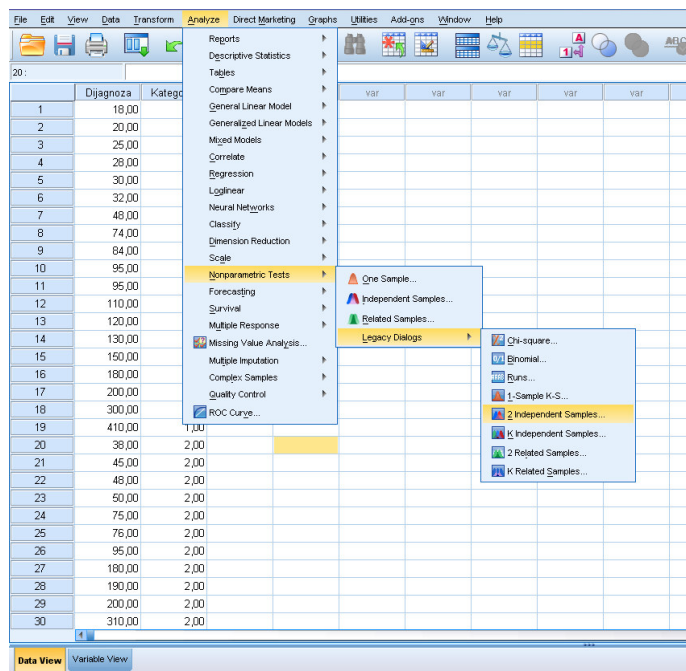 File Edit View Data Transform Analyze Direct Marketing Graphs Utilities Add-ons Window Help
20 :
Dijagnoza Katego var var var var var
1 18,00
2 20,00
3 25,00
4 28,00
5 30,00
6 32,00
7 48,00
8 74,00
9 84,00
10 95,00
11 95,00
12 110,00
13 120,00
14 130,00
15 150,00
16 180,00
17 200,00
18 300,00
19 410,00 1,00
20 38,00 2,00
21 45,00 2,00
22 48,00 2,00
23 50,00 2,00
24 75,00 2,00
25 76,00 2,00
26 95,00 2,00
27 180,00 2,00
28 190,00 2,00
29 200,00 2,00
30 310,00 2,00
Reports
Descriptive Statistics
Tables
Compare Means
General Linear Model
Generalized Linear Models
Mixed Models
Correlate
Regression
Loglinear
Neural Networks
Classify
Dimension Reduction
Scale
Nonparametric Tests
Forecasting
Survival
Multiple Response
Missing Value Analysis...
Multiple Imputation
Complex Samples
Quality Control
ROC Curve...
One Sample...
Independent Samples...
Related Samples...
Legacy Dialogs
Chi-square...
0/1 Binomial...
Runs...
1-Sample K-S...
2 Independent Samples...
K Independent Samples...
2 Related Samples...
K Related Samples...
Data View Variable View